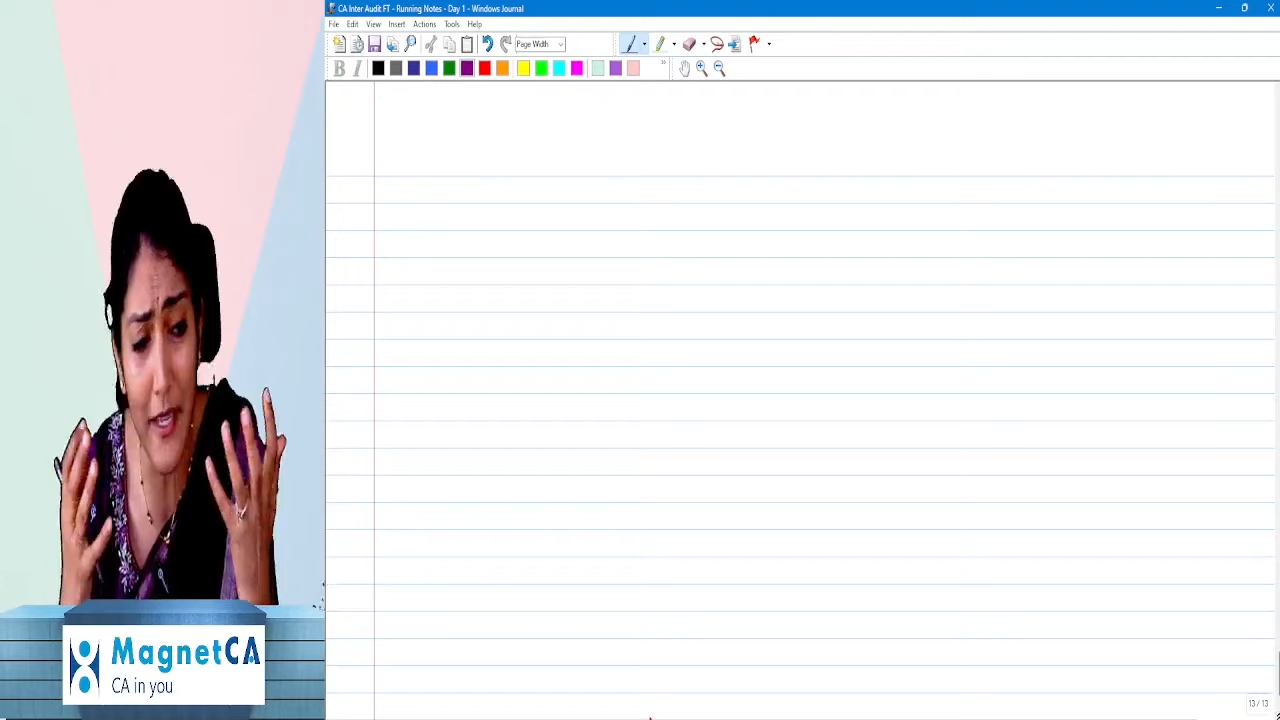 CA Inter Audit FT - Running Notes - Day 1 - Windows Journal
File Edit View Insert Actions Tools Help
Page Width
B I
MagnetCA
CA in you
13 / 13